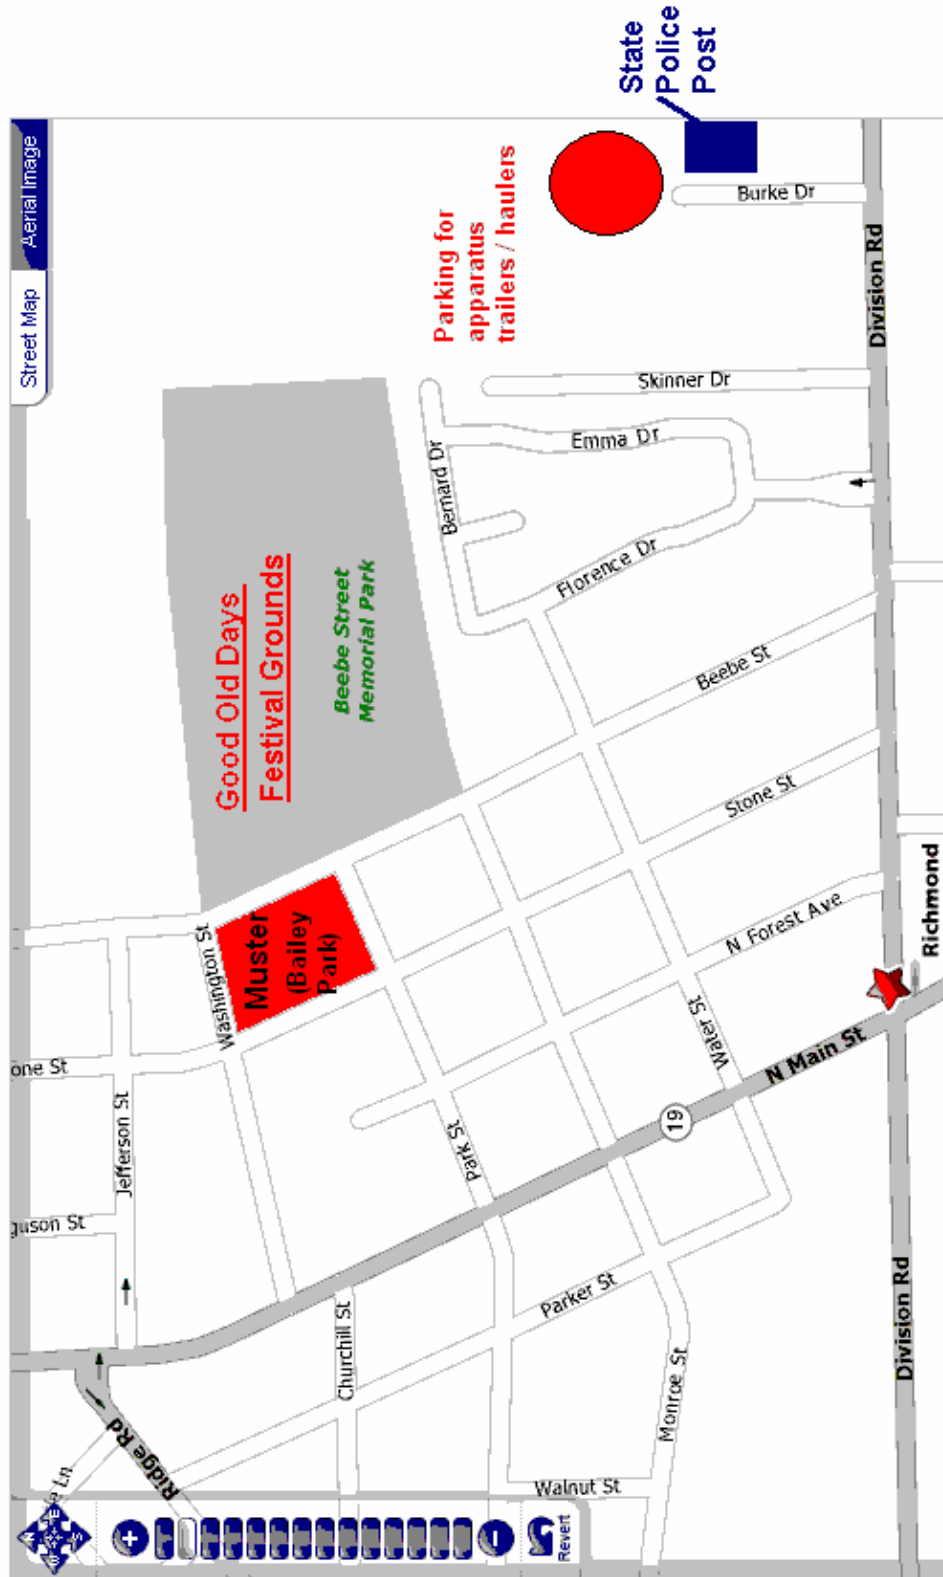 Street Map
Aerial Image
State
Police
Post
Parking for
apparatus
trailers / haulers
Good Old Days
Festival Grounds
Beebe Street
Memorial Park
Muster
(Bailey
Park)
Burke Dr
Skinner Dr
Emma Dr
Bernard Dr
Florence Dr
Beebe St
Stone St
N Forest Ave
Water St
Washington St
one St
Jefferson St
guson St
Park St
N Main St
19
Richmond
Division Rd
Division Rd
Parker St
Churchill St
Monroe St
Walnut St
Ridge Rd
Ln
N
E
S
W
Revert